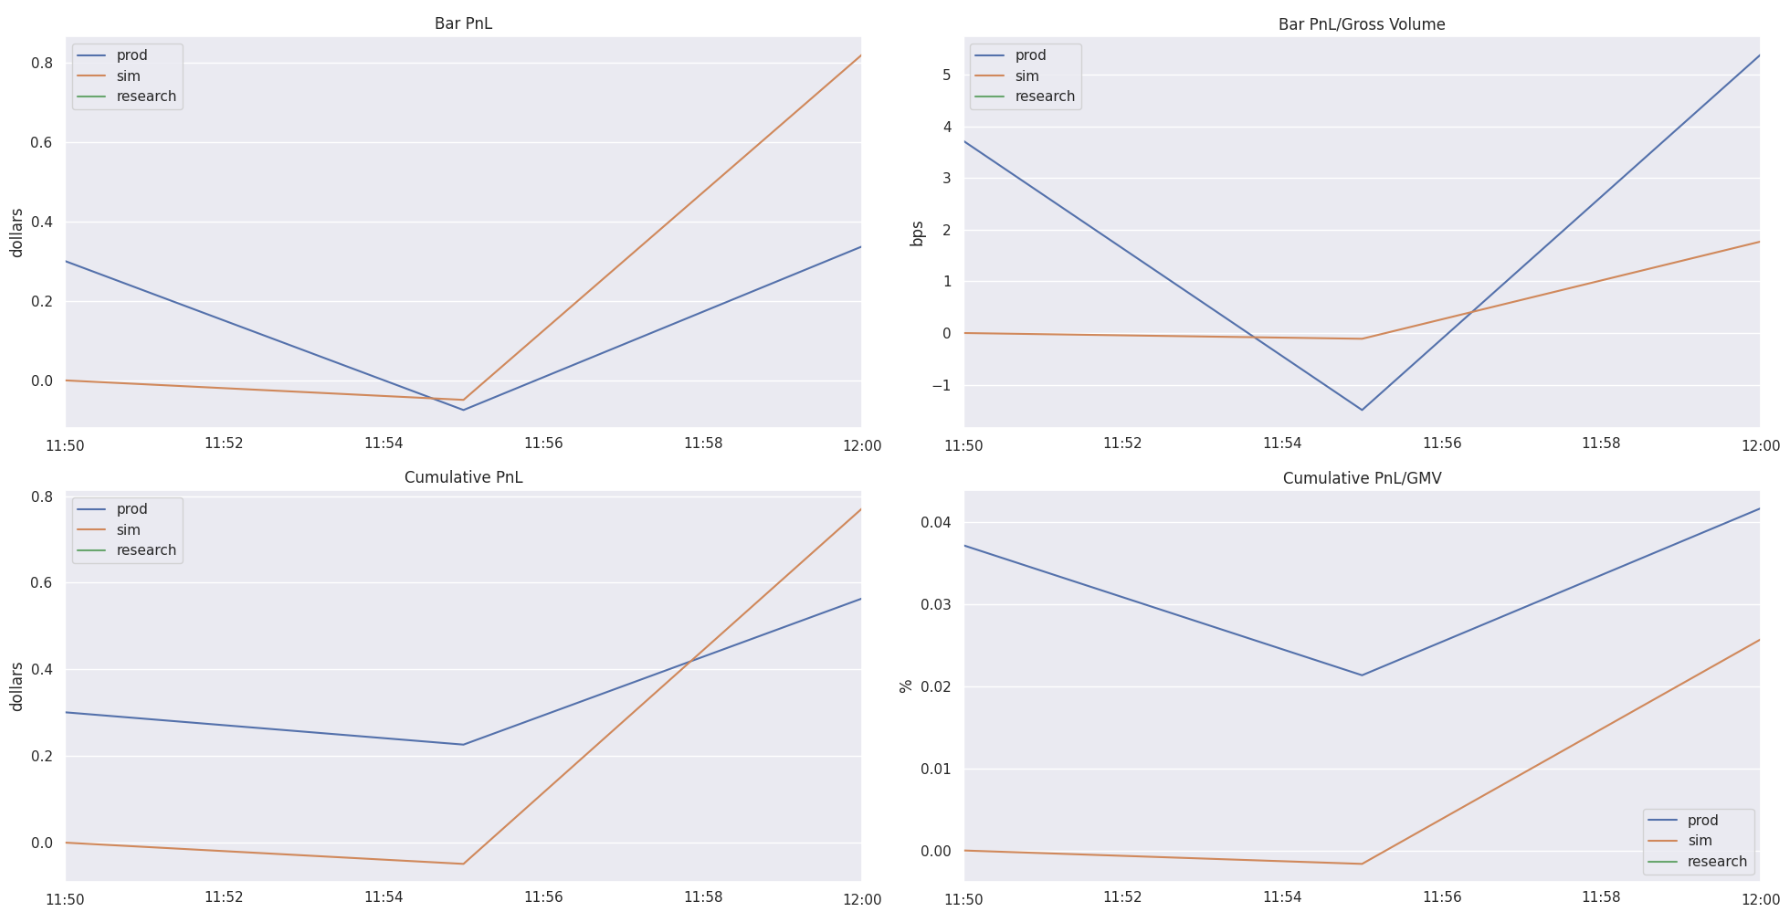 Bar PnL
prod
sim
research
0.8
0.6
0.4
0.2
0.0
dollars
11:50 11:52 11:54 11:56 11:58 12:00
Bar PnL/Gross Volume
prod
sim
research
5
4
3
2
1
0
−1
bps
11:50 11:52 11:54 11:56 11:58 12:00
Cumulative PnL
prod
sim
research
0.8
0.6
0.4
0.2
0.0
dollars
11:50 11:52 11:54 11:56 11:58 12:00
Cumulative PnL/GMV
0.04
0.03
0.02
0.01
0.00
%
prod
sim
research
11:50 11:52 11:54 11:56 11:58 12:00